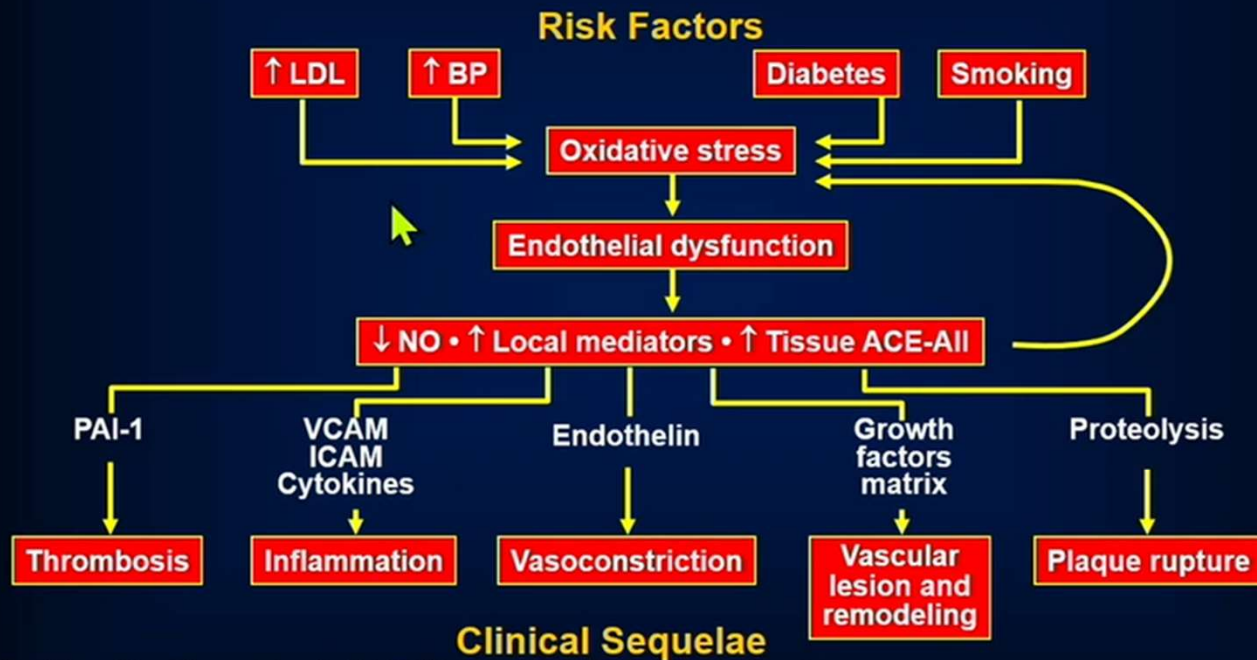 Risk Factors
↑ LDL
↑ BP
Diabetes
Smoking
Oxidative stress
Endothelial dysfunction
↓ NO • ↑ Local mediators • ↑ Tissue ACE-AII
PAI-1
VCAM
ICAM
Cytokines
Endothelin
Growth
factors
matrix
Proteolysis
Thrombosis
Inflammation
Vasoconstriction
Vascular
lesion and
remodeling
Plaque rupture
Clinical Sequelae